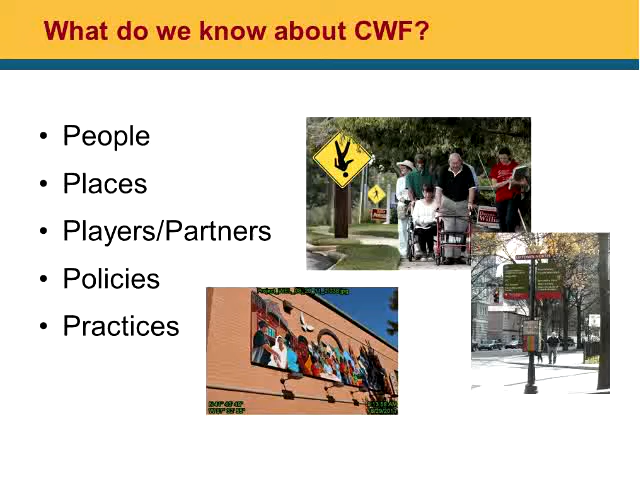 What do we know about CWF?
• People
• Places
• Players/Partners
• Policies
• Practices